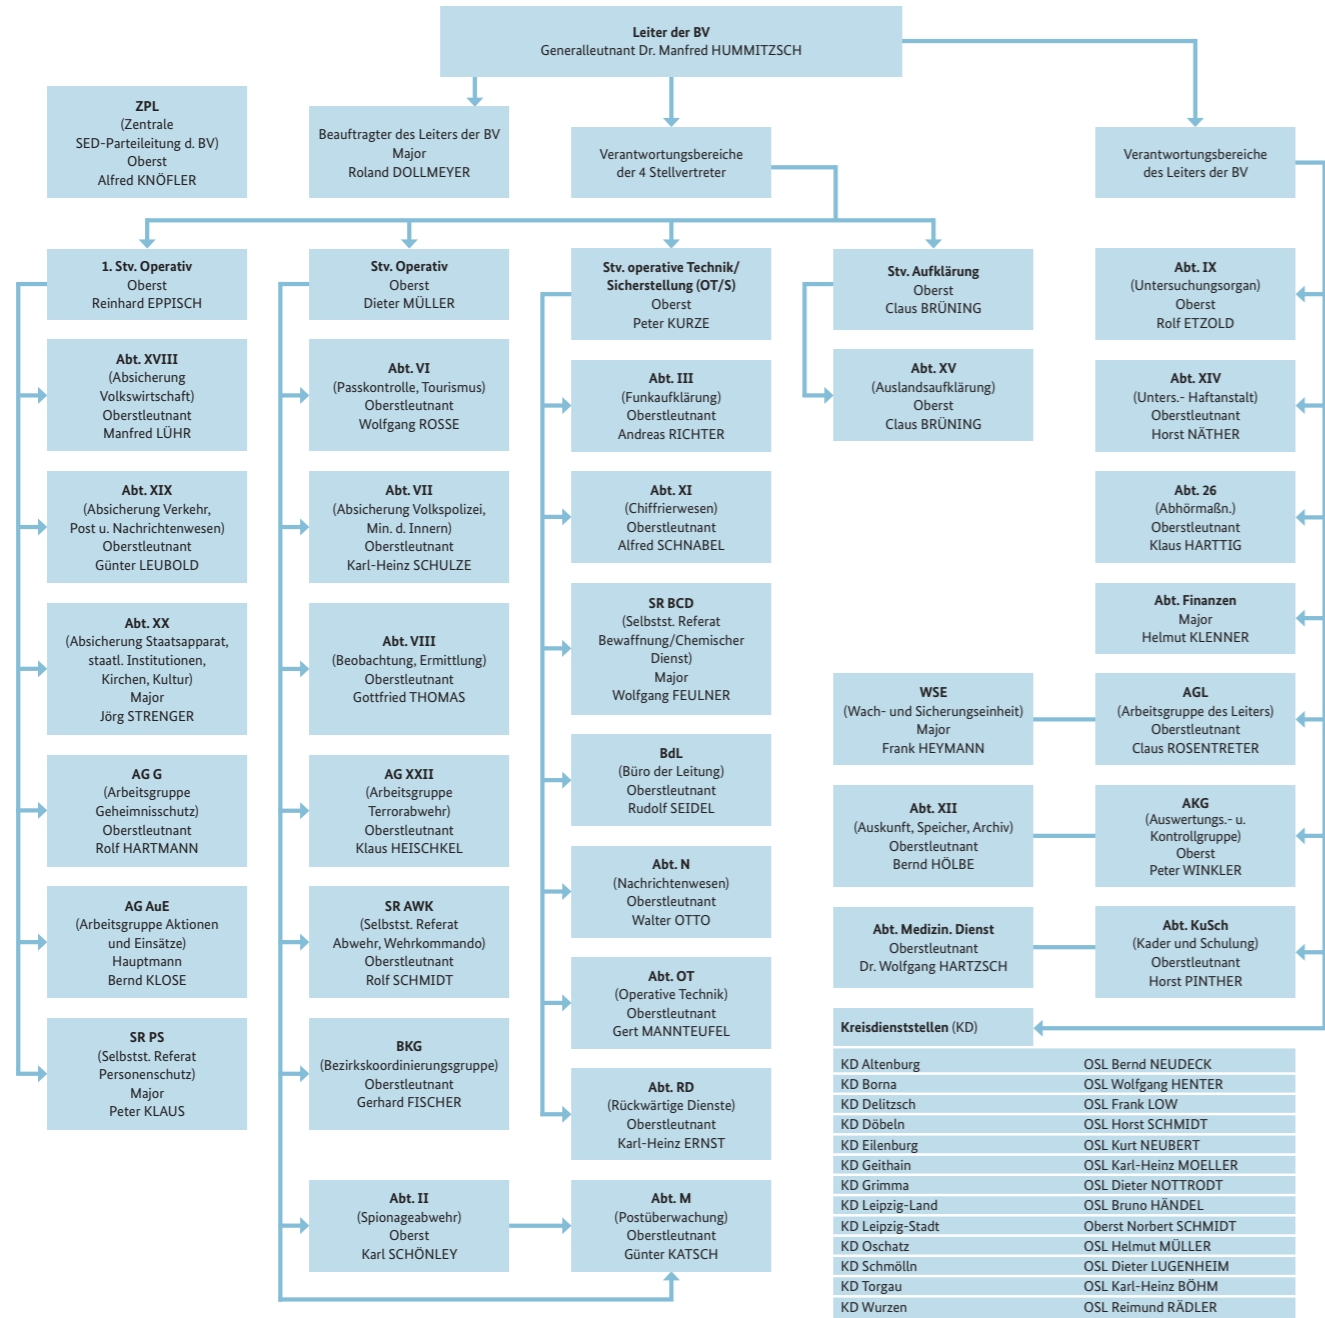 Leiter der BV
Generalleutnant Dr. Manfred HUMMITZSCH
ZPL
(Zentrale
SED-Parteileitung d. BV)
Oberst
Alfred KNÖFLER
Beauftragter des Leiters der BV
Major
Roland DOLLMEYER
Verantwortungsbereiche
der 4 Stellvertreter
Verantwortungsbereiche
des Leiters der BV
1. Stv. Operativ
Oberst
Reinhard EPPISCH
Abt. XVIII
(Absicherung
Volkswirtschaft)
Oberstleutnant
Manfred LÜHR
Abt. XIX
(Absicherung Verkehr,
Post u. Nachrichtenwesen)
Oberstleutnant
Günter LEUBOLD
Abt. XX
(Absicherung Staatsapparat,
staatl. Institutionen,
Kirchen, Kultur)
Major
Jörg STRENGER
AG G
(Arbeitsgruppe
Geheimnisschutz)
Oberstleutnant
Rolf HARTMANN
AG AuE
(Arbeitsgruppe Aktionen
und Einsätze)
Hauptmann
Bernd KLOSE
SR PS
(Selbstst. Referat
Personenschutz)
Major
Peter KLAUS
Stv. Operativ
Oberst
Dieter MÜLLER
Abt. VI
(Passkontrolle, Tourismus)
Oberstleutnant
Wolfgang ROSSE
Abt. VII
(Absicherung Volkspolizei,
Min. d. Innern)
Oberstleutnant
Karl-Heinz SCHULZE
Abt. VIII
(Beobachtung, Ermittlung)
Oberstleutnant
Gottfried THOMAS
AG XXII
(Arbeitsgruppe
Terrorabwehr)
Oberstleutnant
Klaus HEISCHKEL
SR AWK
(Selbstst. Referat
Abwehr, Wehrkommando)
Oberstleutnant
Rolf SCHMIDT
BKG
(Bezirkskoordinierungsgruppe)
Oberstleutnant
Gerhard FISCHER
Abt. II
(Spionageabwehr)
Oberst
Karl SCHÖNLEY
Stv. operative Technik/
Sicherstellung (OT/S)
Oberst
Peter KURZE
Abt. III
(Funkaufklärung)
Oberstleutnant
Andreas RICHTER
Abt. XI
(Chiffrierwesen)
Oberstleutnant
Alfred SCHNABEL
SR BCD
(Selbstst. Referat
Bewaffnung/Chemischer
Dienst)
Major
Wolfgang FEULNER
BdL
(Büro der Leitung)
Oberstleutnant
Rudolf SEIDEL
Abt. N
(Nachrichtenwesen)
Oberstleutnant
Walter OTTO
Abt. OT
(Operative Technik)
Oberstleutnant
Gert MANNTEUFEL
Abt. RD
(Rückwärtige Dienste)
Oberstleutnant
Karl-Heinz ERNST
Abt. M
(Postüberwachung)
Oberstleutnant
Günter KATSCH
Stv. Aufklärung
Oberst
Claus BRÜNING
Abt. XV
(Auslandsaufklärung)
Oberst
Claus BRÜNING
Abt. IX
(Untersuchungsorgan)
Oberst
Rolf ETZOLD
Abt. XIV
(Unters.- Haftanstalt)
Oberstleutnant
Horst NÄTHER
Abt. 26
(Abhörmaßn.)
Oberstleutnant
Klaus HARTTIG
Abt. Finanzen
Major
Helmut KLENNER
WSE
(Wach- und Sicherungseinheit)
Major
Frank HEYMANN
AGL
(Arbeitsgruppe des Leiters)
Oberstleutnant
Claus ROSENTRETER
Abt. XII
(Auskunft, Speicher, Archiv)
Oberstleutnant
Bernd HÖLBE
AKG
(Auswertungs.- u.
Kontrollgruppe)
Oberst
Peter WINKLER
Abt. Medizin. Dienst
Oberstleutnant
Dr. Wolfgang HARTZSCH
Abt. KuSch
(Kader und Schulung)
Oberstleutnant
Horst PINTHER
Kreisdienststellen (KD)
KD Altenburg OSL Bernd NEUDECK
KD Borna OSL Wolfgang HENTER
KD Delitzsch OSL Frank LOW
KD Döbeln OSL Horst SCHMIDT
KD Eilenburg OSL Kurt NEUBERT
KD Geithain OSL Karl-Heinz MOELLER
KD Grimma OSL Dieter NOTTRODT
KD Leipzig-Land OSL Bruno HÄNDEL
KD Leipzig-Stadt Oberst Norbert SCHMIDT
KD Oschatz OSL Helmut MÜLLER
KD Schmölln OSL Dieter LUGENHEIM
KD Torgau OSL Karl-Heinz BÖHM
KD Wurzen OSL Reimund RÄDLER